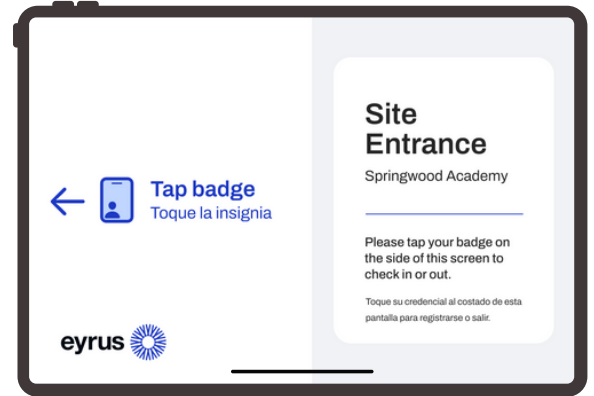 Tap badge
Toque la insignia
eyrus
Site
Entrance
Springwood Academy
Please tap your badge on
the side of this screen to
check in or out.
Toque su credencial al costado de esta
pantalla para registrarse o salir.